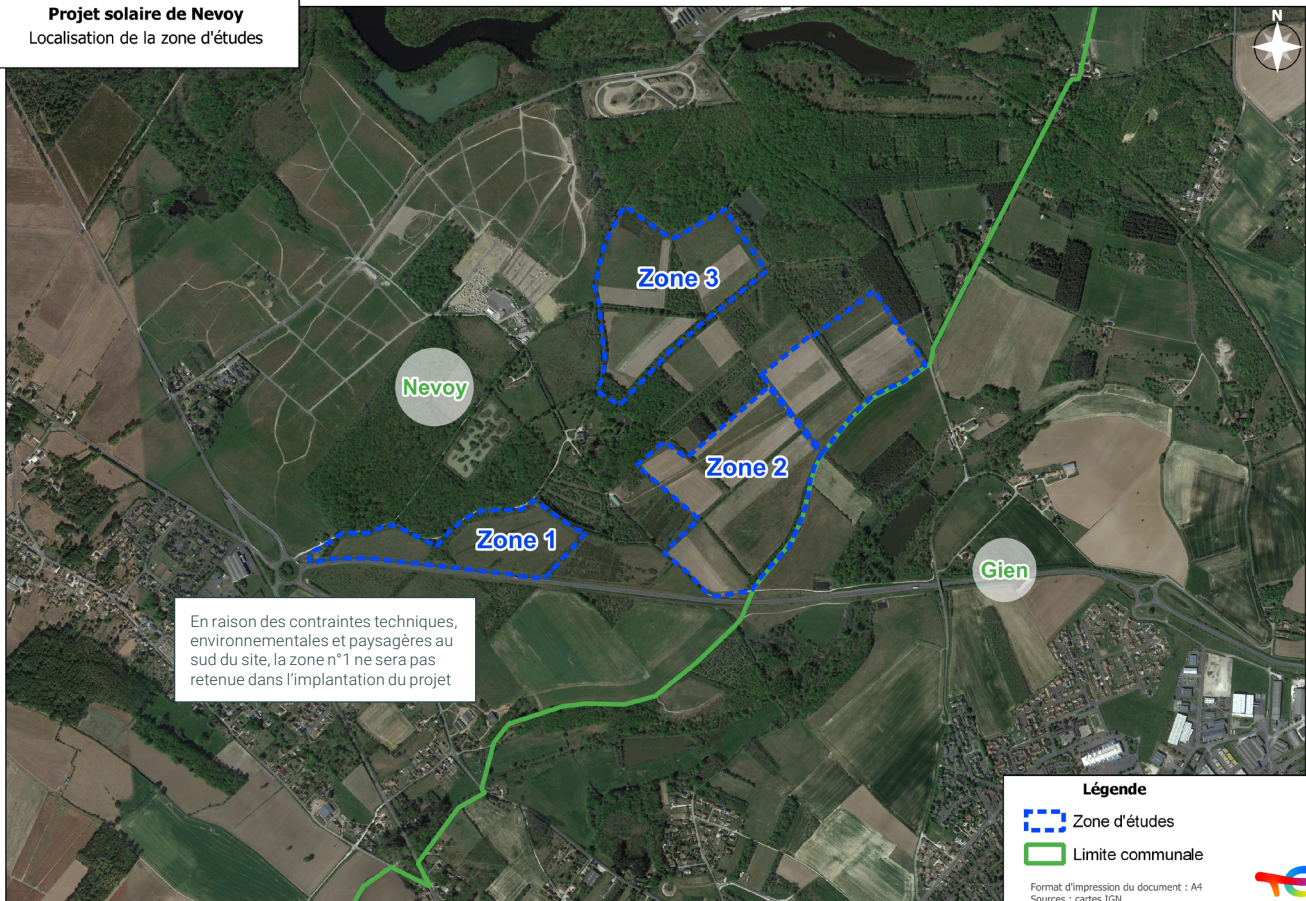 Projet solaire de Nevoy
Localisation de la zone d'études
N
Zone 3
Nevoy
Zone 2
Zone 1
Gien
En raison des contraintes techniques,
environnementales et paysagères au
sud du site, la zone n°1 ne sera pas
retenue dans l'implantation du projet
Légende
Zone d'études
Limite communale
Format d'impression du document : A4
Sources : cartes IGN